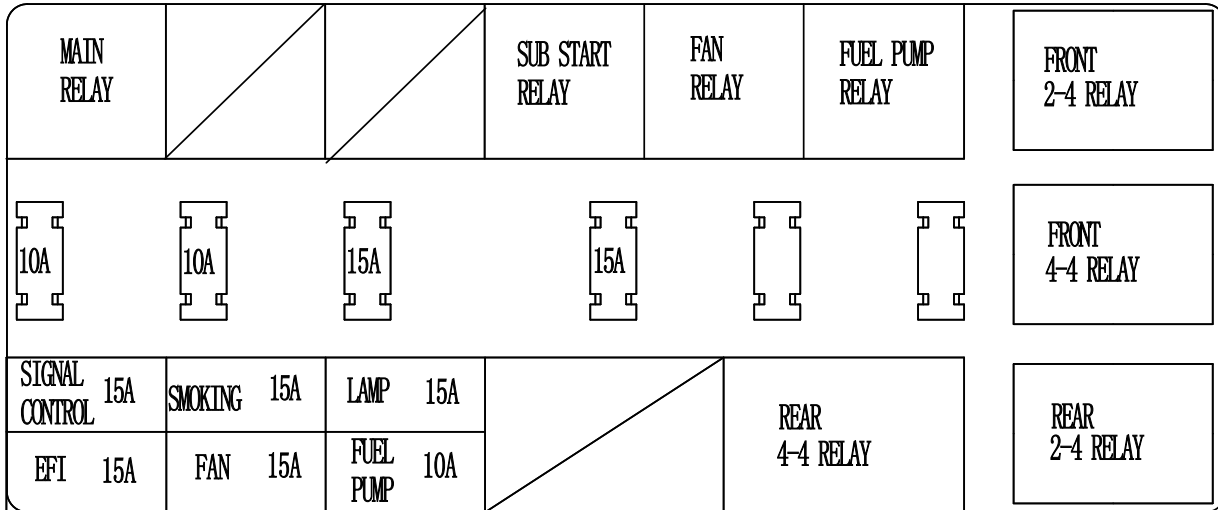 MAIN
RELAY
SUB START
RELAY
FAN
RELAY
FUEL PUMP
RELAY
FRONT
2-4 RELAY
10A
10A
15A
15A
FRONT
4-4 RELAY
SIGNAL
CONTROL
15A
SMOKING
15A
LAMP
15A
EFI
15A
FAN
15A
FUEL
PUMP
10A
REAR
4-4 RELAY
REAR
2-4 RELAY